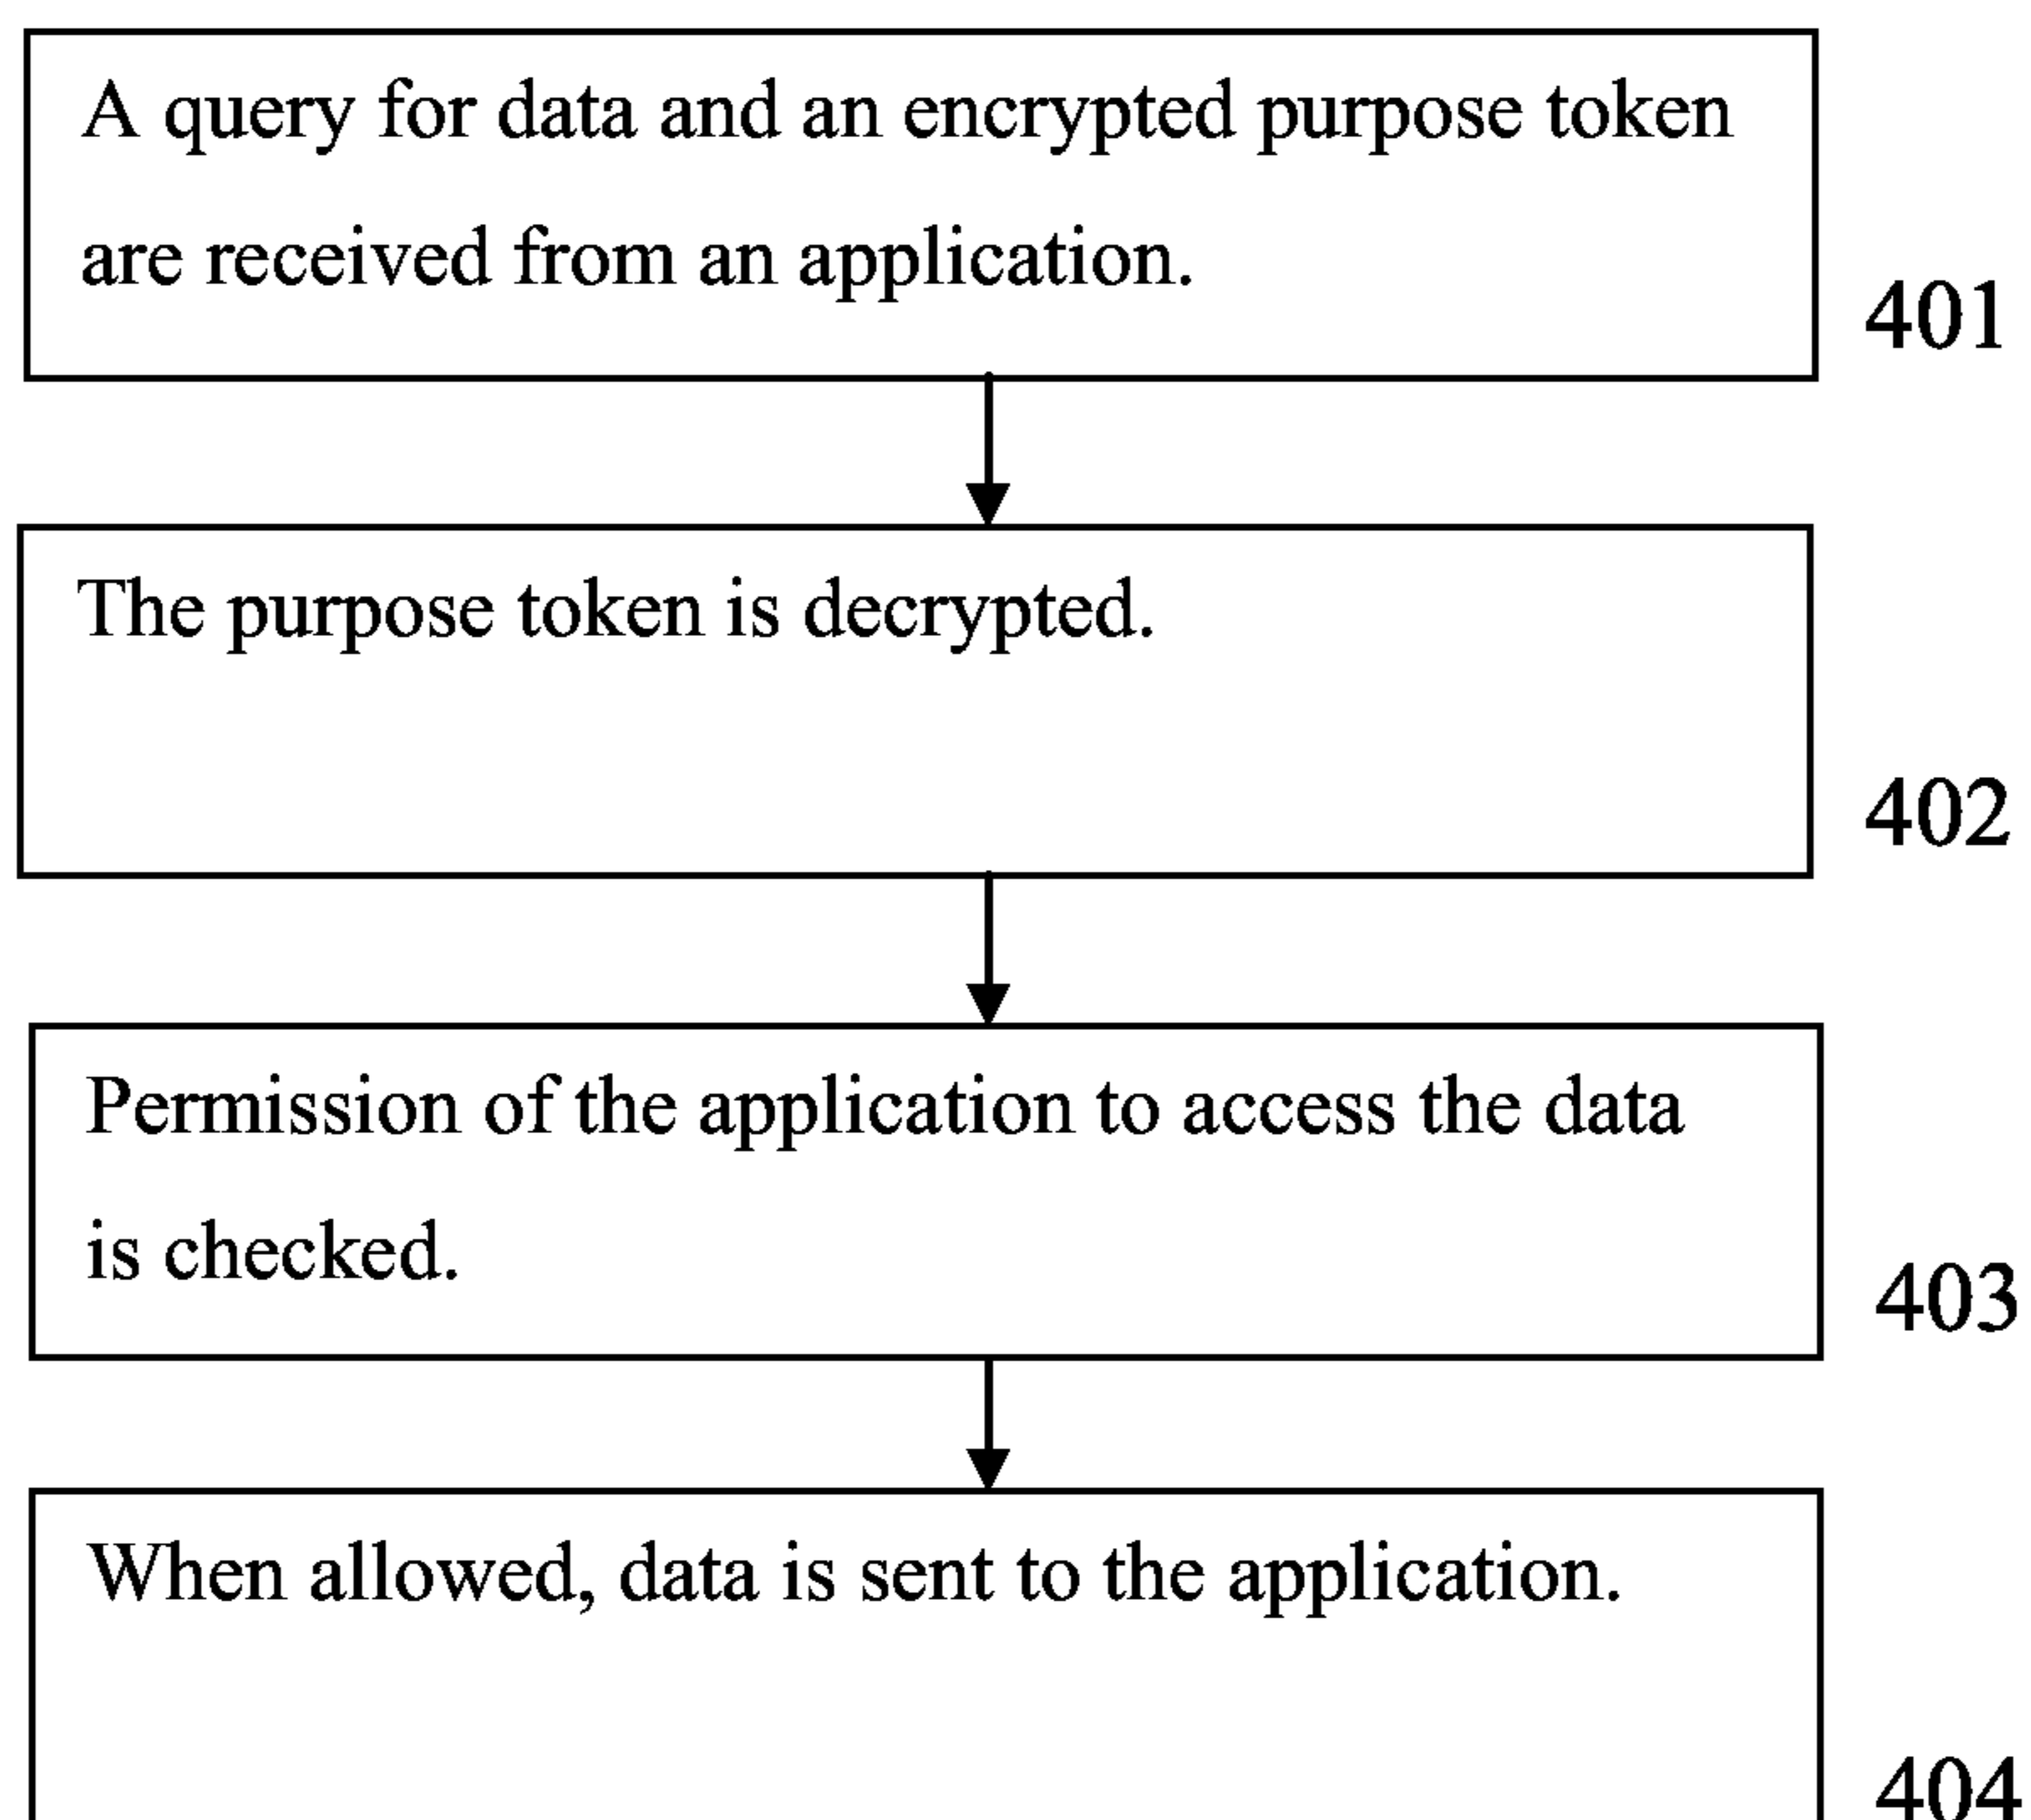 A query for data and an encrypted purpose token
are received from an application.
401
The purpose token is decrypted.
402
Permission of the application to access the data
is checked.
403
When allowed, data is sent to the application.
404